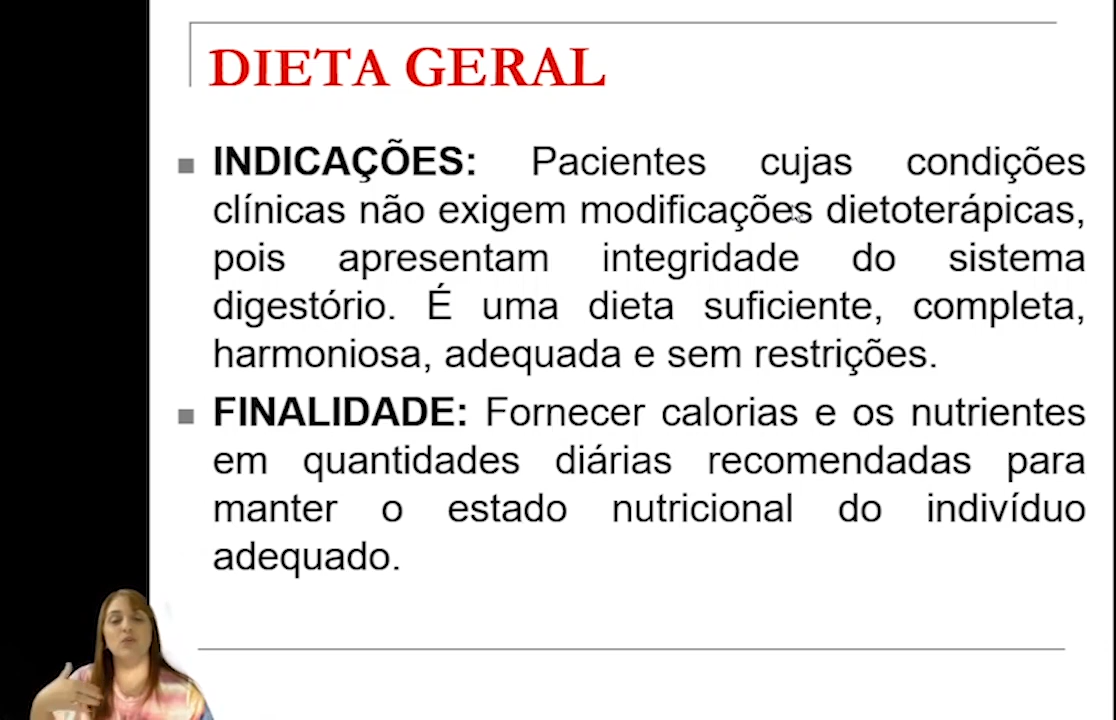 DIETA GERAL
INDICAÇÕES: Pacientes cujas condições
clínicas não exigem modificações dietoterápicas,
pois apresentam integridade do sistema
digestório. É uma dieta suficiente, completa,
harmoniosa, adequada e sem restrições.
FINALIDADE: Fornecer calorias e os nutrientes
em quantidades diárias recomendadas para
manter o estado nutricional do indivíduo
adequado.